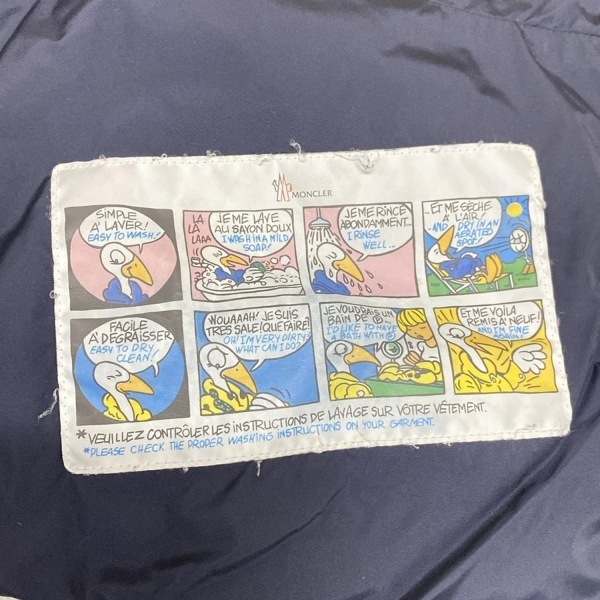 MONCLER
SIMPLE
A' LAVER!
EASY TO WASH!
LA
LA
LAAA
JE ME LAVE
AU SAVON DOUX
I WASH IN A MILD
SOAP!
JE ME RINCE
ABONDAMMENT...
I RINSE
WELL...
...ET ME SECHE
A' L'AIR!
...AND DRY IN AN
AERATED
SPOT!
FACILE
A' DEGRAISSER
EASY TO DRY
CLEAN!
WOUAAAH! JE SUIS
TRES SALE! QUE FAIRE?
OH! I'M VERY DIRTY
WHAT CAN I DO?
JE VOUDRAIS UN
BAIN DE Ⓟ
I'D LIKE TO HAVE
A BATH WITH Ⓟ
ET ME VOILA
REMIS A' NEUF!
AND I'M FINE
AGAIN!
*VEUILLEZ CONTRÔLER LES INSTRUCTIONS DE LAVAGE SUR VÔTRE VÊTEMENT.
*PLEASE CHECK THE PROPER WASHING INSTRUCTIONS ON YOUR GARMENT.